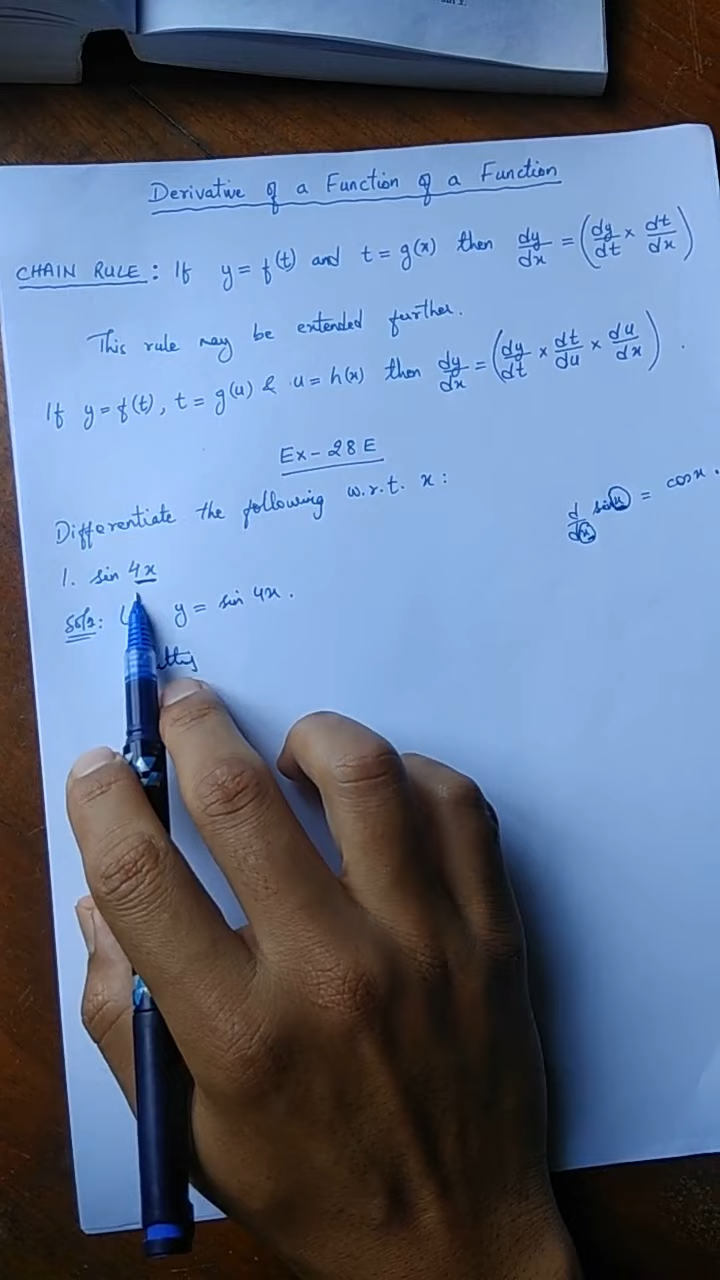 Derivative of a Function of a Function
CHAIN RULE: If y = f(t) and t = g(x) then dy/dx = (dy/dt × dt/dx)
This rule may be extended further.
If y = f(t), t = g(u) & u = h(x) then dy/dx = (dy/dt × dt/du × du/dx).
Ex - 28 E
Differentiate the following w.r.t. x:
d/dx sin x = cos x.
1. sin 4x
Soln: y = sin 4x.